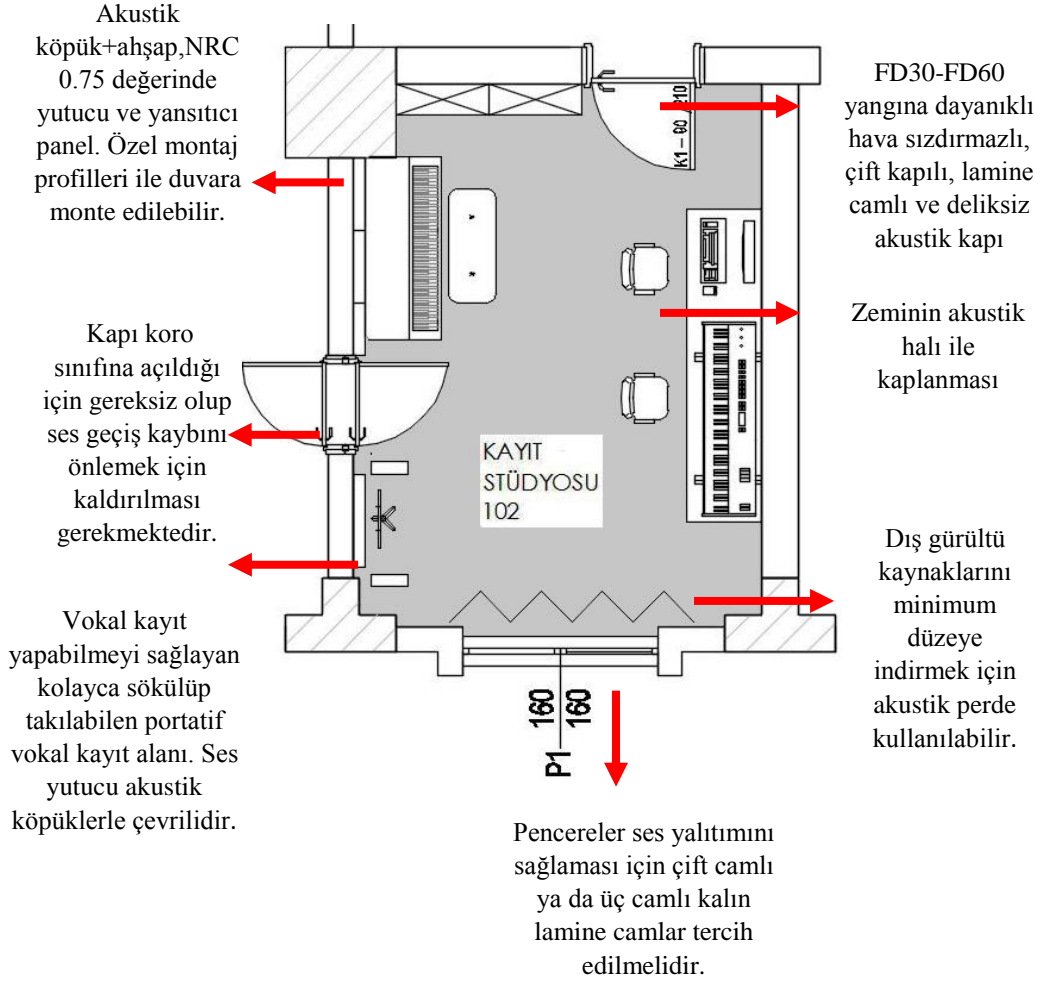 Akustik
köpük+ahşap,NRC
0.75 değerinde
yutucu ve yansıtıcı
panel. Özel montaj
profilleri ile duvara
monte edilebilir.
Kapı koro
sınıfına açıldığı
için gereksiz olup
ses geçiş kaybını
önlemek için
kaldırılması
gerekmektedir.
Vokal kayıt
yapabilmeyi sağlayan
kolayca sökülüp
takılabilen portatif
vokal kayıt alanı. Ses
yutucu akustik
köpüklerle çevrilidir.
K1 - 90 /210
KAYIT
STÜDYOSU
102
P1 160
160
FD30-FD60
yangına dayanıklı
hava sızdırmazlı,
çift kapılı, lamine
camlı ve deliksiz
akustik kapı
Zeminin akustik
halı ile
kaplanması
Dış gürültü
kaynaklarını
minimum
düzeye
indirmek için
akustik perde
kullanılabilir.
Pencereler ses yalıtımını
sağlaması için çift camlı
ya da üç camlı kalın
lamine camlar tercih
edilmelidir.